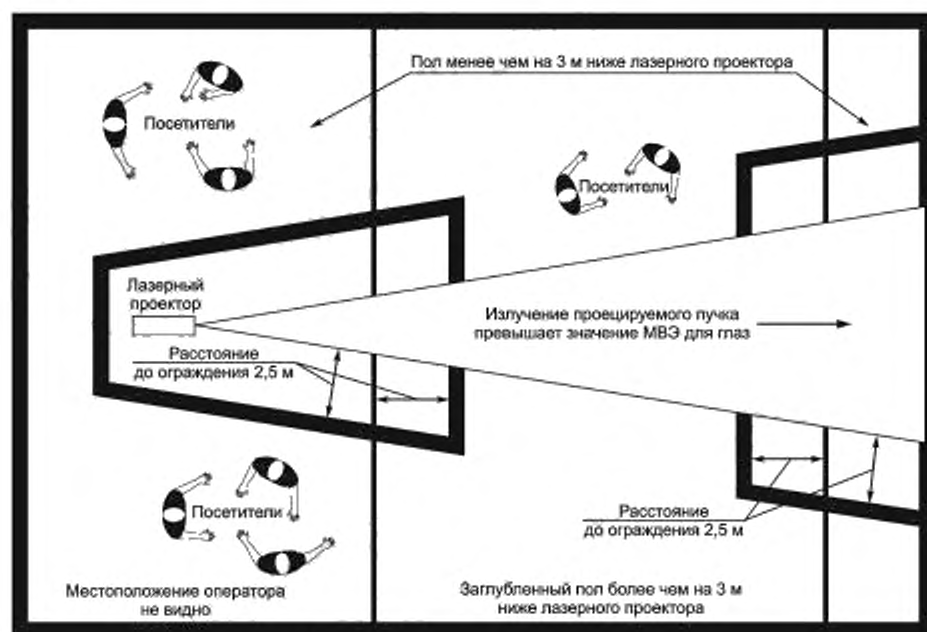 Пол менее чем на 3 м ниже лазерного проектора
Посетители
Посетители
Лазерный
проектор
Излучение проецируемого пучка
превышает значение МВЭ для глаз
Расстояние
до ограждения 2,5 м
Посетители
Расстояние
до ограждения 2,5 м
Местоположение оператора
не видно
Заглубленный пол более чем на 3 м
ниже лазерного проектора